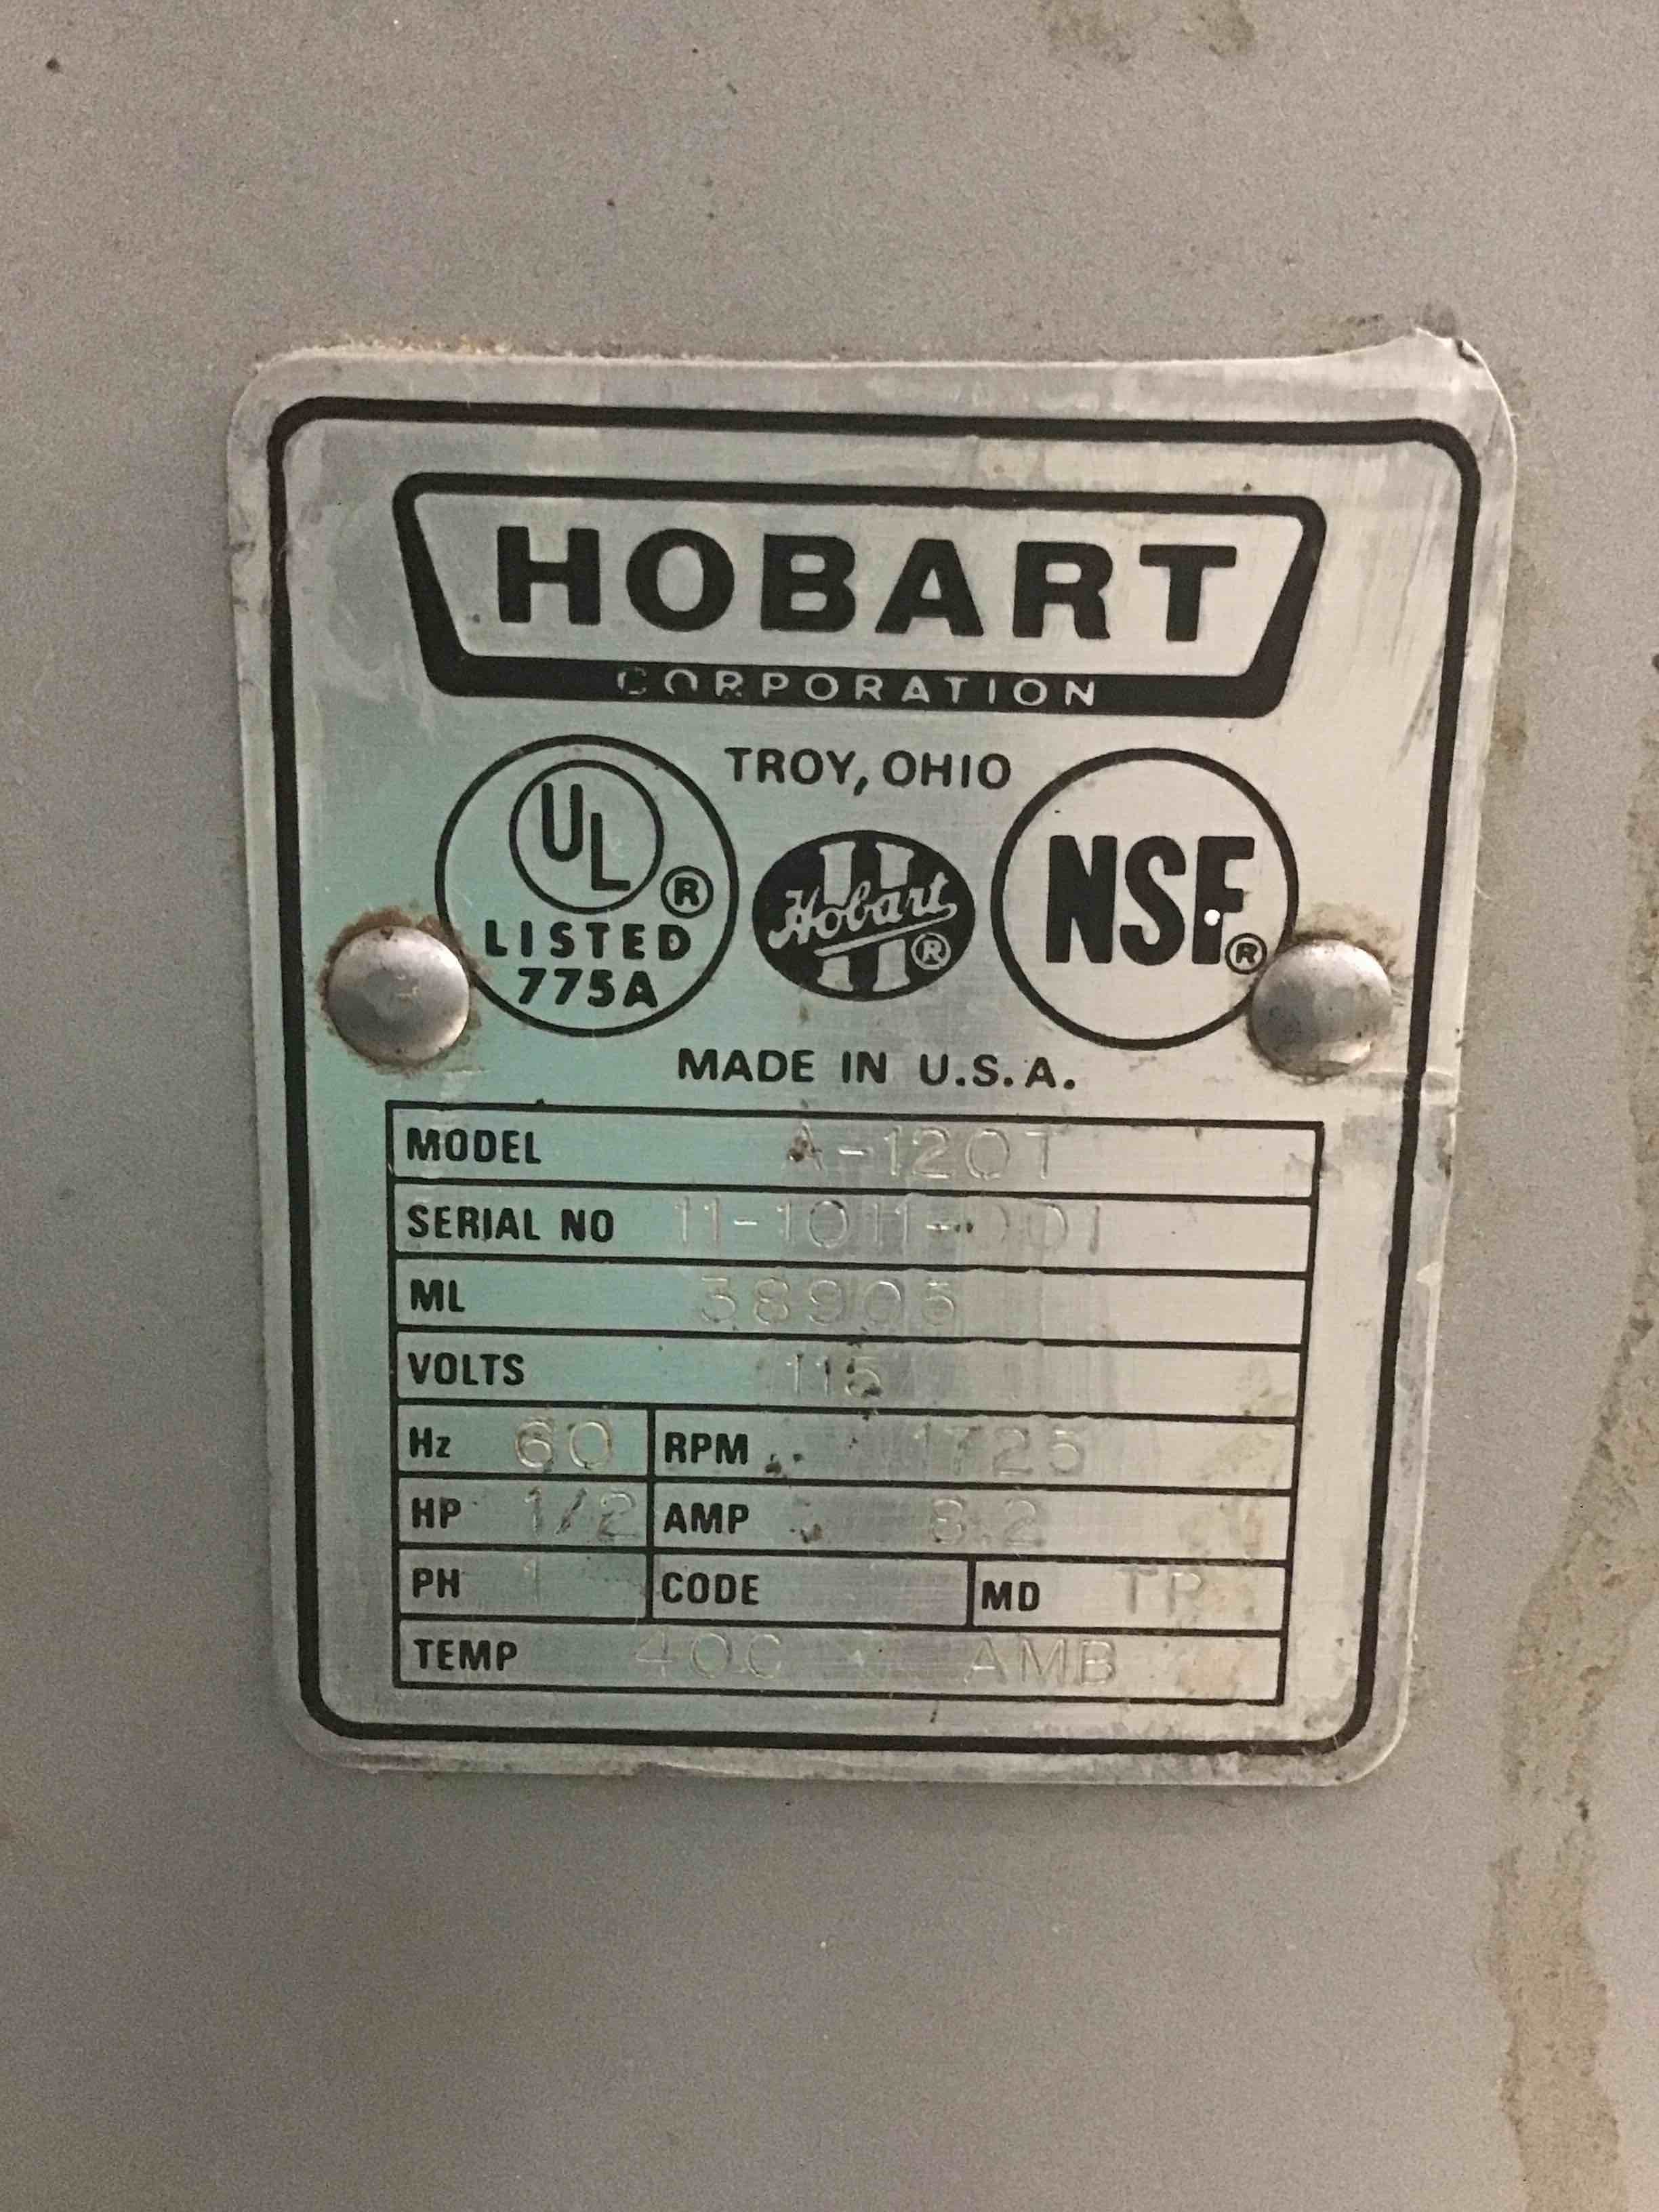 HOBART
CORPORATION
TROY, OHIO
UL ®
LISTED
775A
Hobart ®
NSF ®
MADE IN U.S.A.
MODEL A-120T
SERIAL NO 11-1011-001
ML 38905
VOLTS 115
Hz 60 RPM 1725
HP 1/2 AMP 8.2
PH 1 CODE MD TR
TEMP 40C AMB